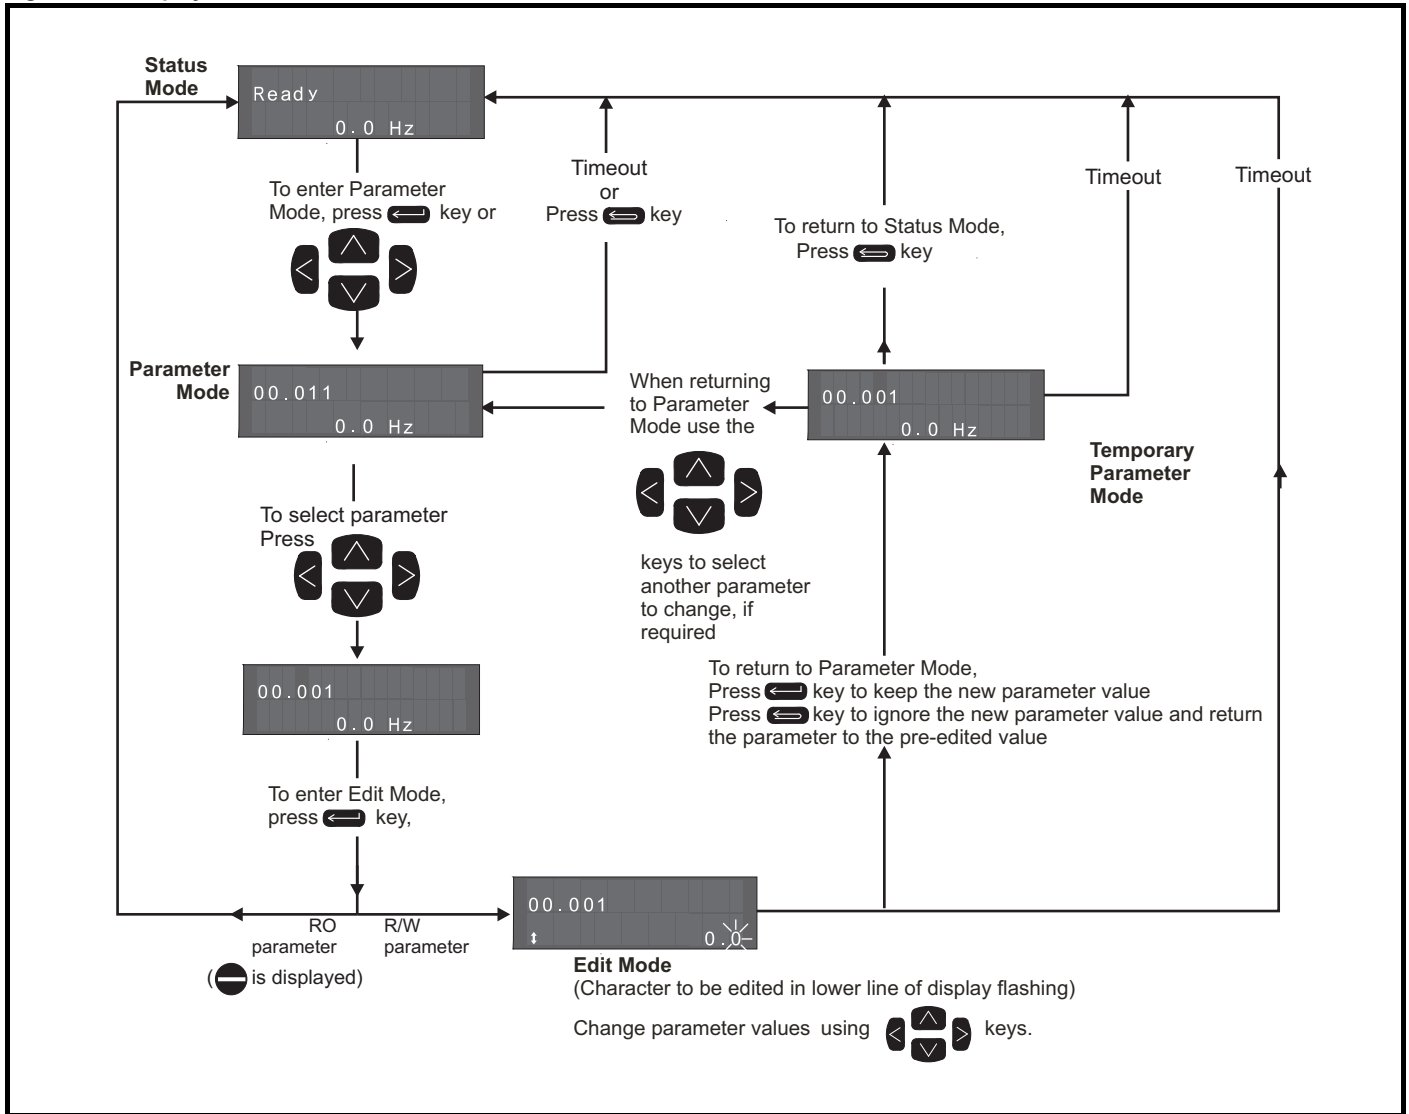 Status
Mode
Ready
0.0 Hz
To enter Parameter
Mode, press key or
Timeout
or
Press key
To return to Status Mode,
Press key
Timeout
Timeout
Parameter
Mode
00.011
0.0 Hz
When returning
to Parameter
Mode use the
keys to select
another parameter
to change, if
required
00.001
0.0 Hz
Temporary
Parameter
Mode
To select parameter
Press
00.001
0.0 Hz
To return to Parameter Mode,
Press key to keep the new parameter value
Press key to ignore the new parameter value and return
the parameter to the pre-edited value
To enter Edit Mode,
press key,
RO
parameter
( is displayed)
R/W
parameter
00.001
0.0
Edit Mode
(Character to be edited in lower line of display flashing)
Change parameter values using keys.